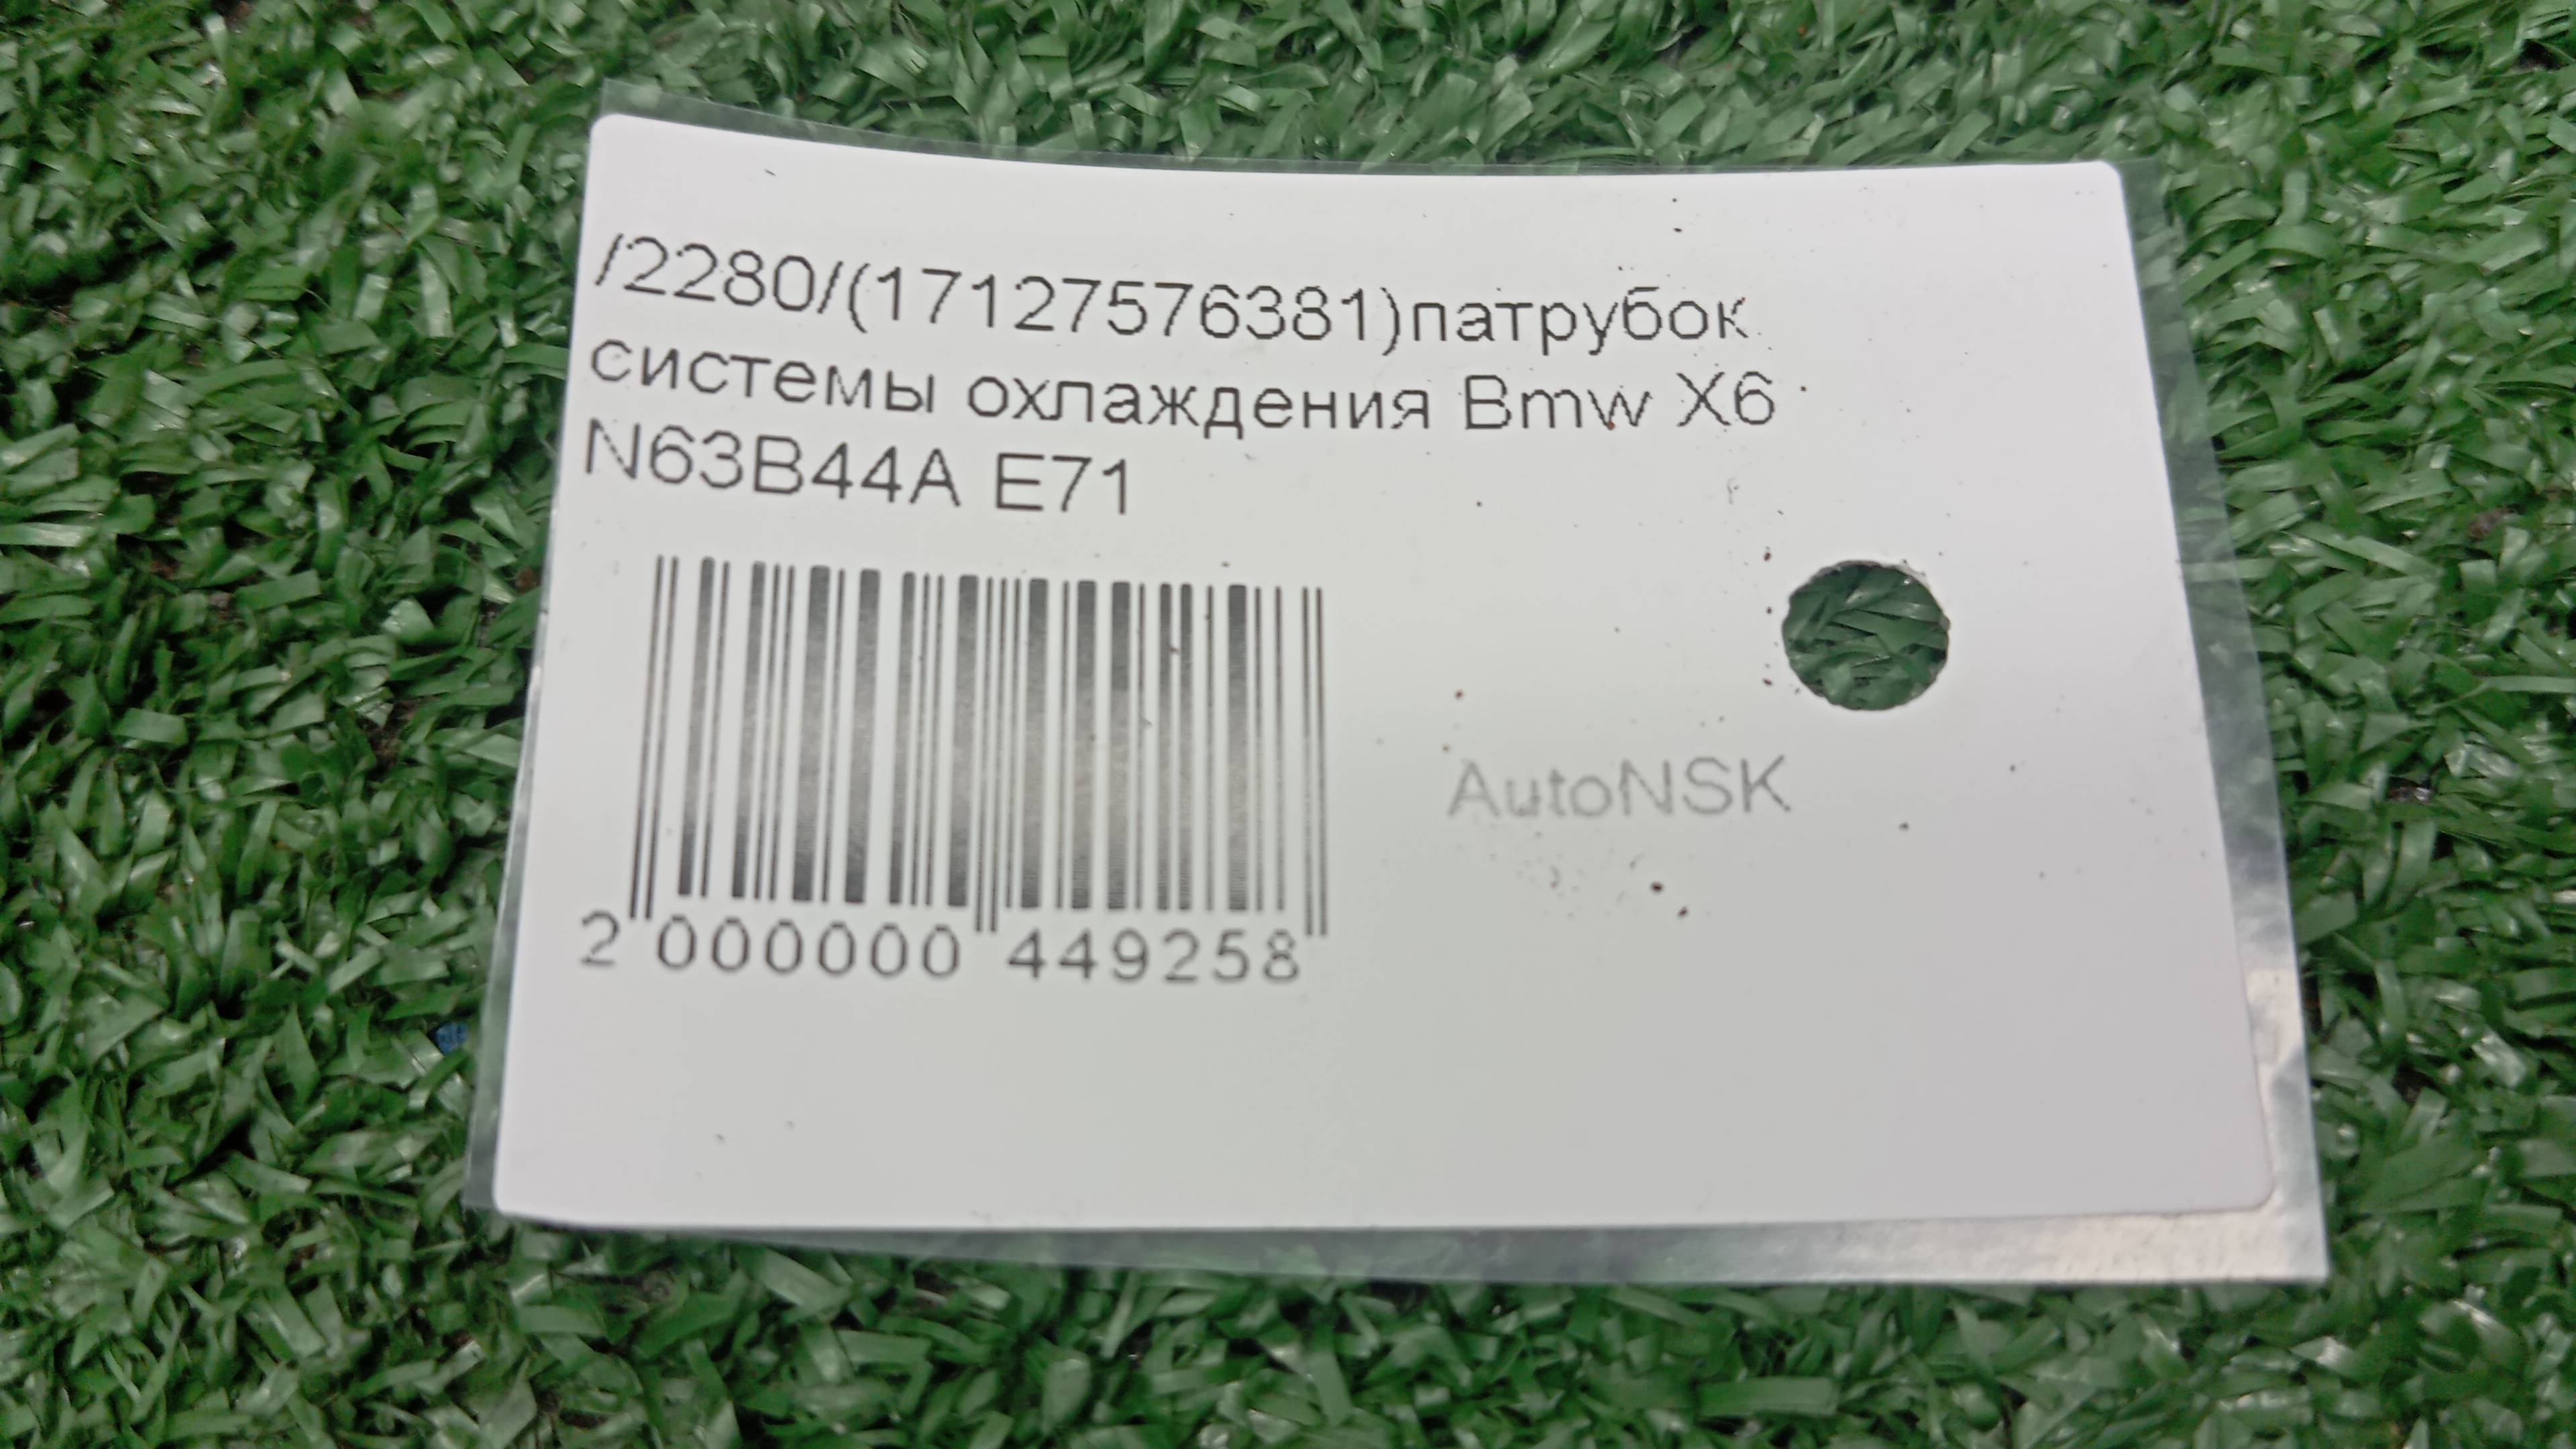 /2280/(17127576381)патрубок
системы охлаждения Bmw X6
N63B44A E71
2 000000 449258
AutoNSK